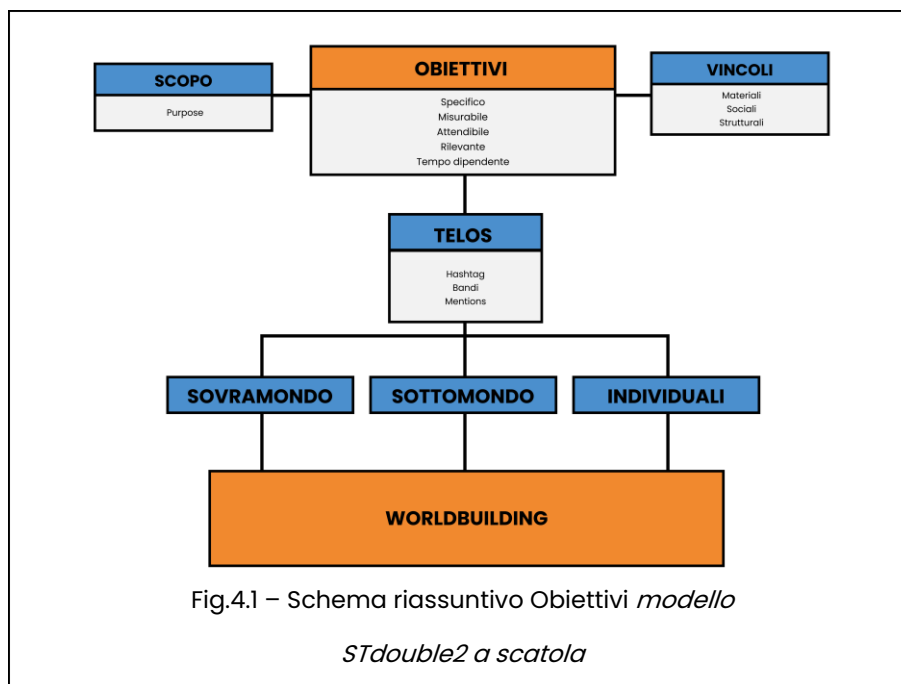 SCOPO
Purpose
OBIETTIVI
Specifico
Misurabile
Attendibile
Rilevante
Tempo dipendente
VINCOLI
Materiali
Sociali
Strutturali
TELOS
Hashtag
Bandi
Mentions
SOVRAMONDO
SOTTOMONDO
INDIVIDUALI
WORLDBUILDING
Fig.4.1 – Schema riassuntivo Obiettivi modello
STdouble2 a scatola